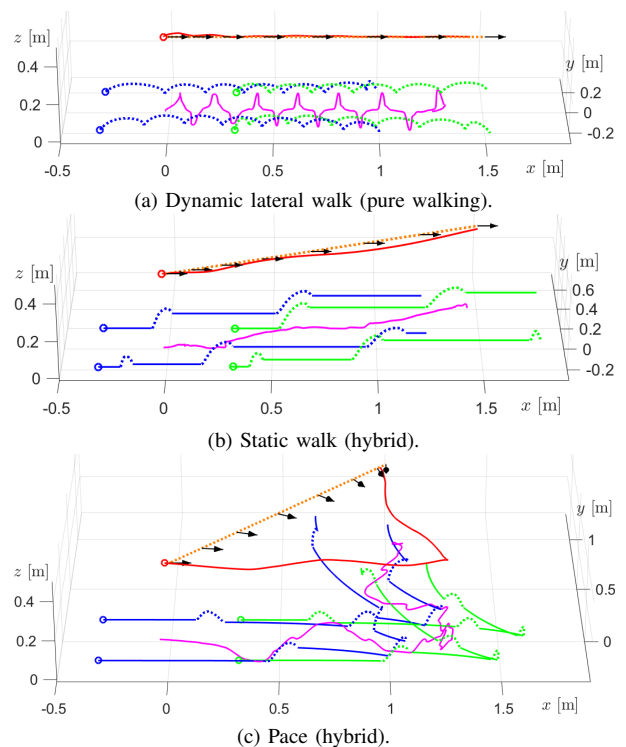 z [m]
y [m]
0.4
0.2
0.2
0
0
-0.2
-0.5
0
0.5
1
1.5
x [m]
(a) Dynamic lateral walk (pure walking).
z [m]
y [m]
0.4
0.6
0.4
0.2
0.2
0
0
-0.2
-0.5
0
0.5
1
1.5
x [m]
(b) Static walk (hybrid).
y [m]
1
z [m]
0.4
0.5
0.2
0
0
-0.5
0
0.5
1
1.5
x [m]
(c) Pace (hybrid).